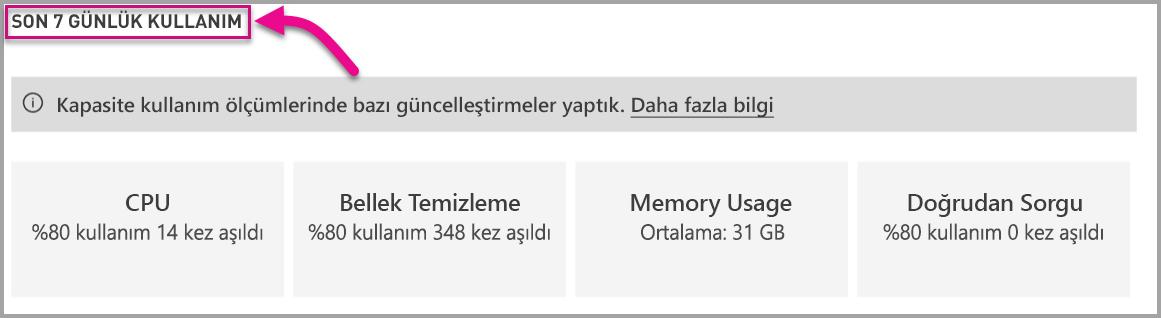 SON 7 GÜNLÜK KULLANIM
Kapasite kullanım ölçümlerinde bazı güncelleştirmeler yaptık. Daha fazla bilgi
CPU
%80 kullanım 14 kez aşıldı
Bellek Temizleme
%80 kullanım 348 kez aşıldı
Memory Usage
Ortalama: 31 GB
Doğrudan Sorgu
%80 kullanım 0 kez aşıldı